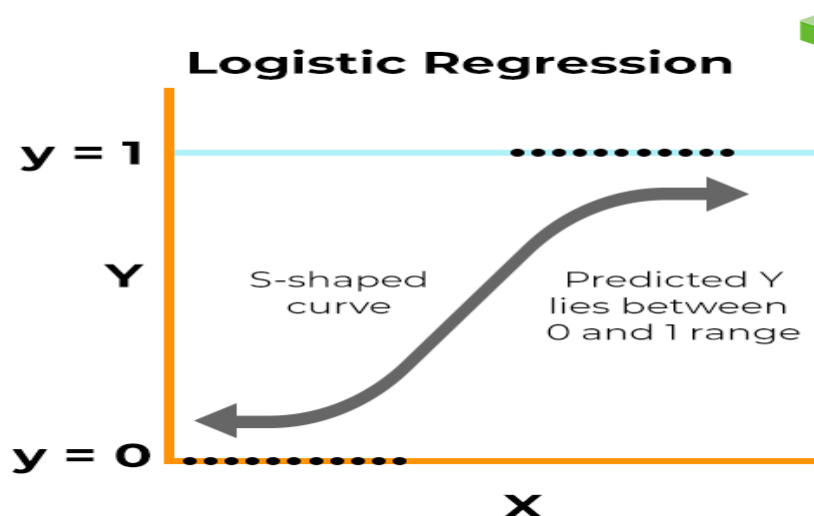 Logistic Regression
y = 1
Y
S-shaped
curve
Predicted Y
lies between
0 and 1 range
y = 0
X